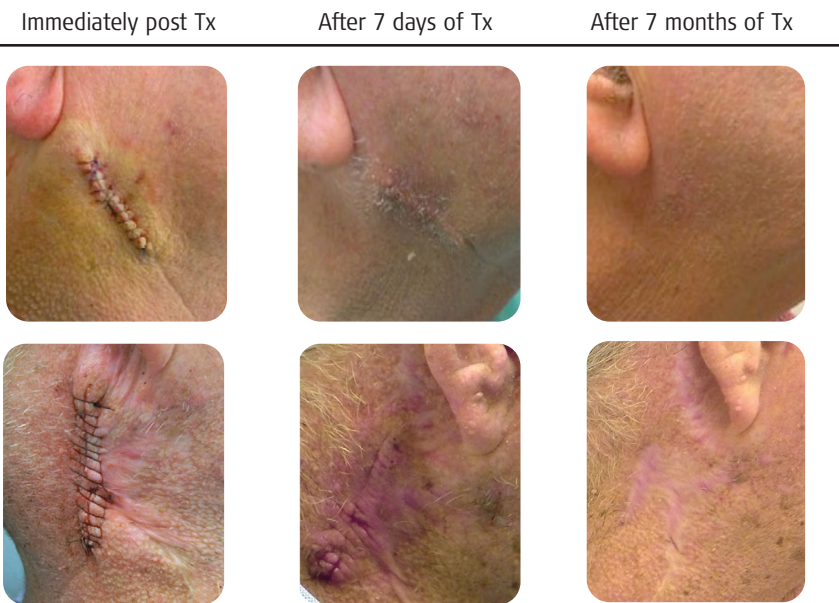 Immediately post Tx
After 7 days of Tx
After 7 months of Tx